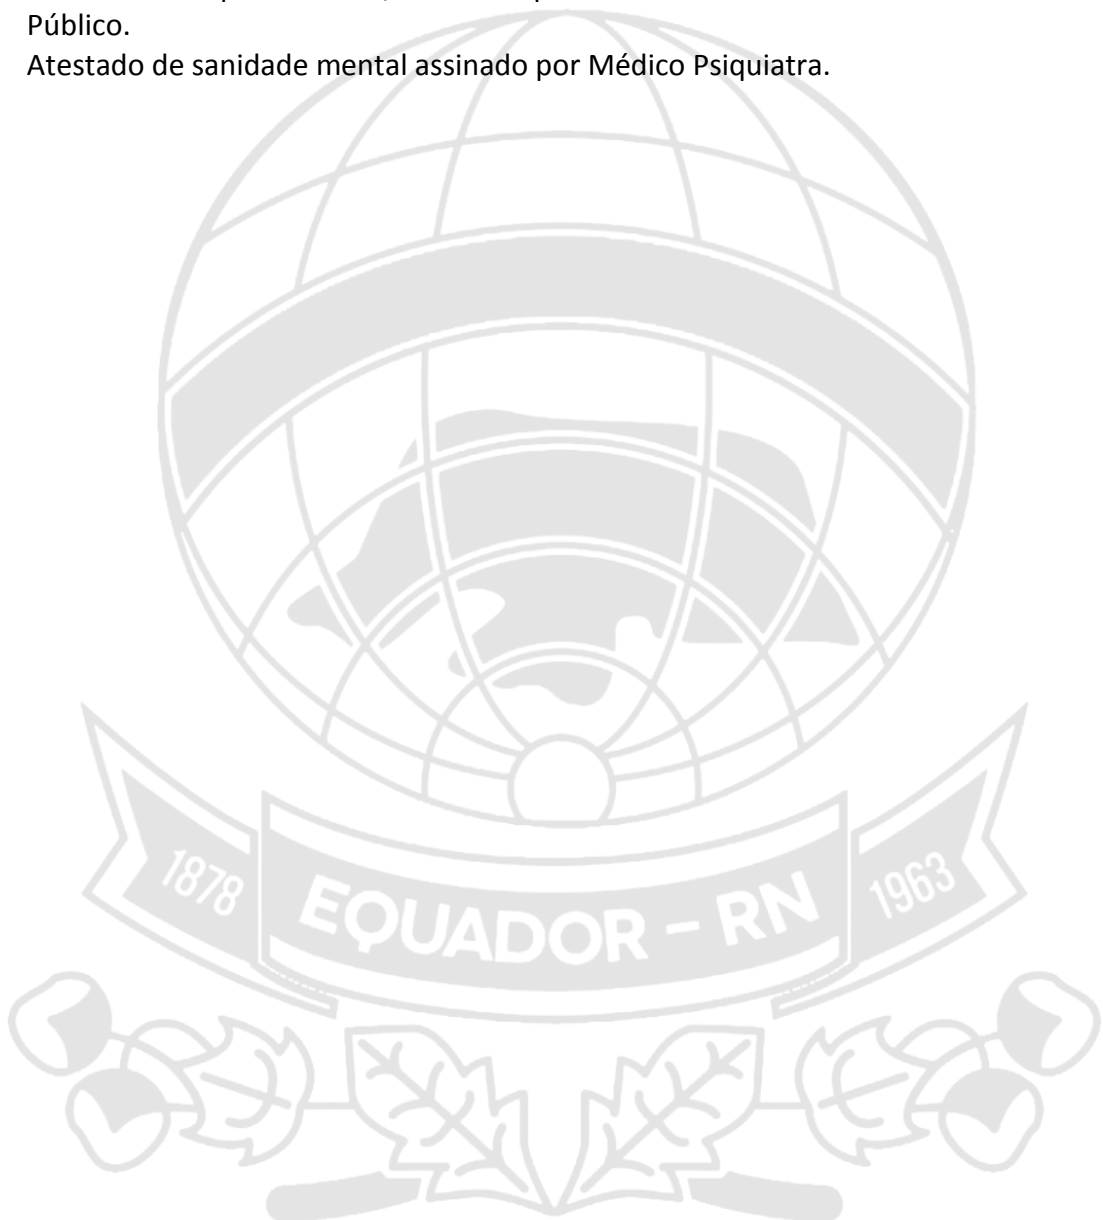 Público.
Atestado de sanidade mental assinado por Médico Psiquiatra.
1878
EQUADOR - RN
1963